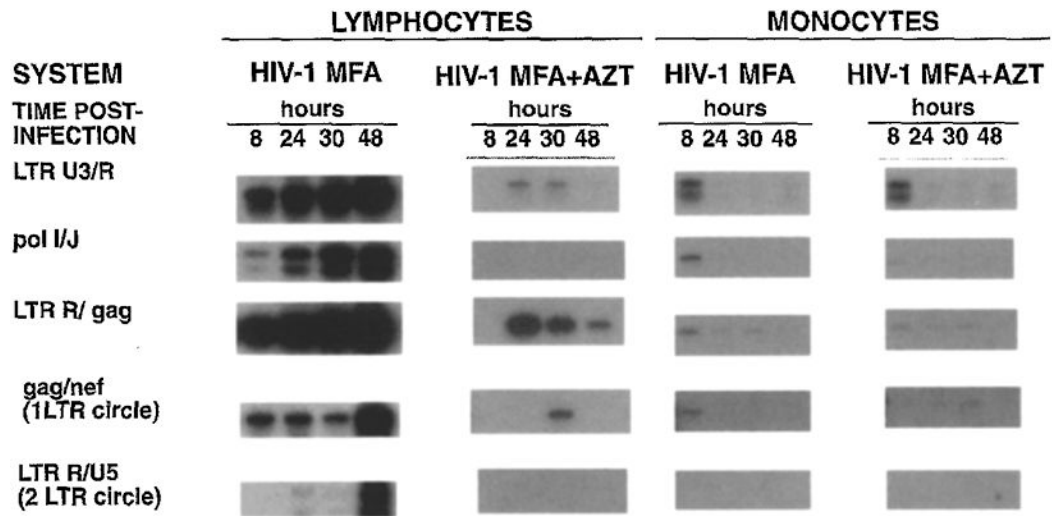 LYMPHOCYTES MONOCYTES
SYSTEM HIV-1 MFA HIV-1 MFA+AZT HIV-1 MFA HIV-1 MFA+AZT
TIME POST- hours hours hours hours
INFECTION 8 24 30 48 8 24 30 48 8 24 30 48 8 24 30 48
LTR U3/R
pol I/J
LTR R/ gag
gag/nef
(1LTR circle)
LTR R/U5
(2 LTR circle)